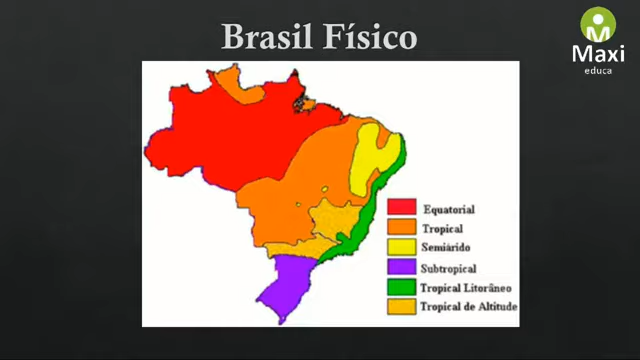 Brasil Físico
Maxi
educa
Equatorial
Tropical
Semiárido
Subtropical
Tropical Litorâneo
Tropical de Altitude